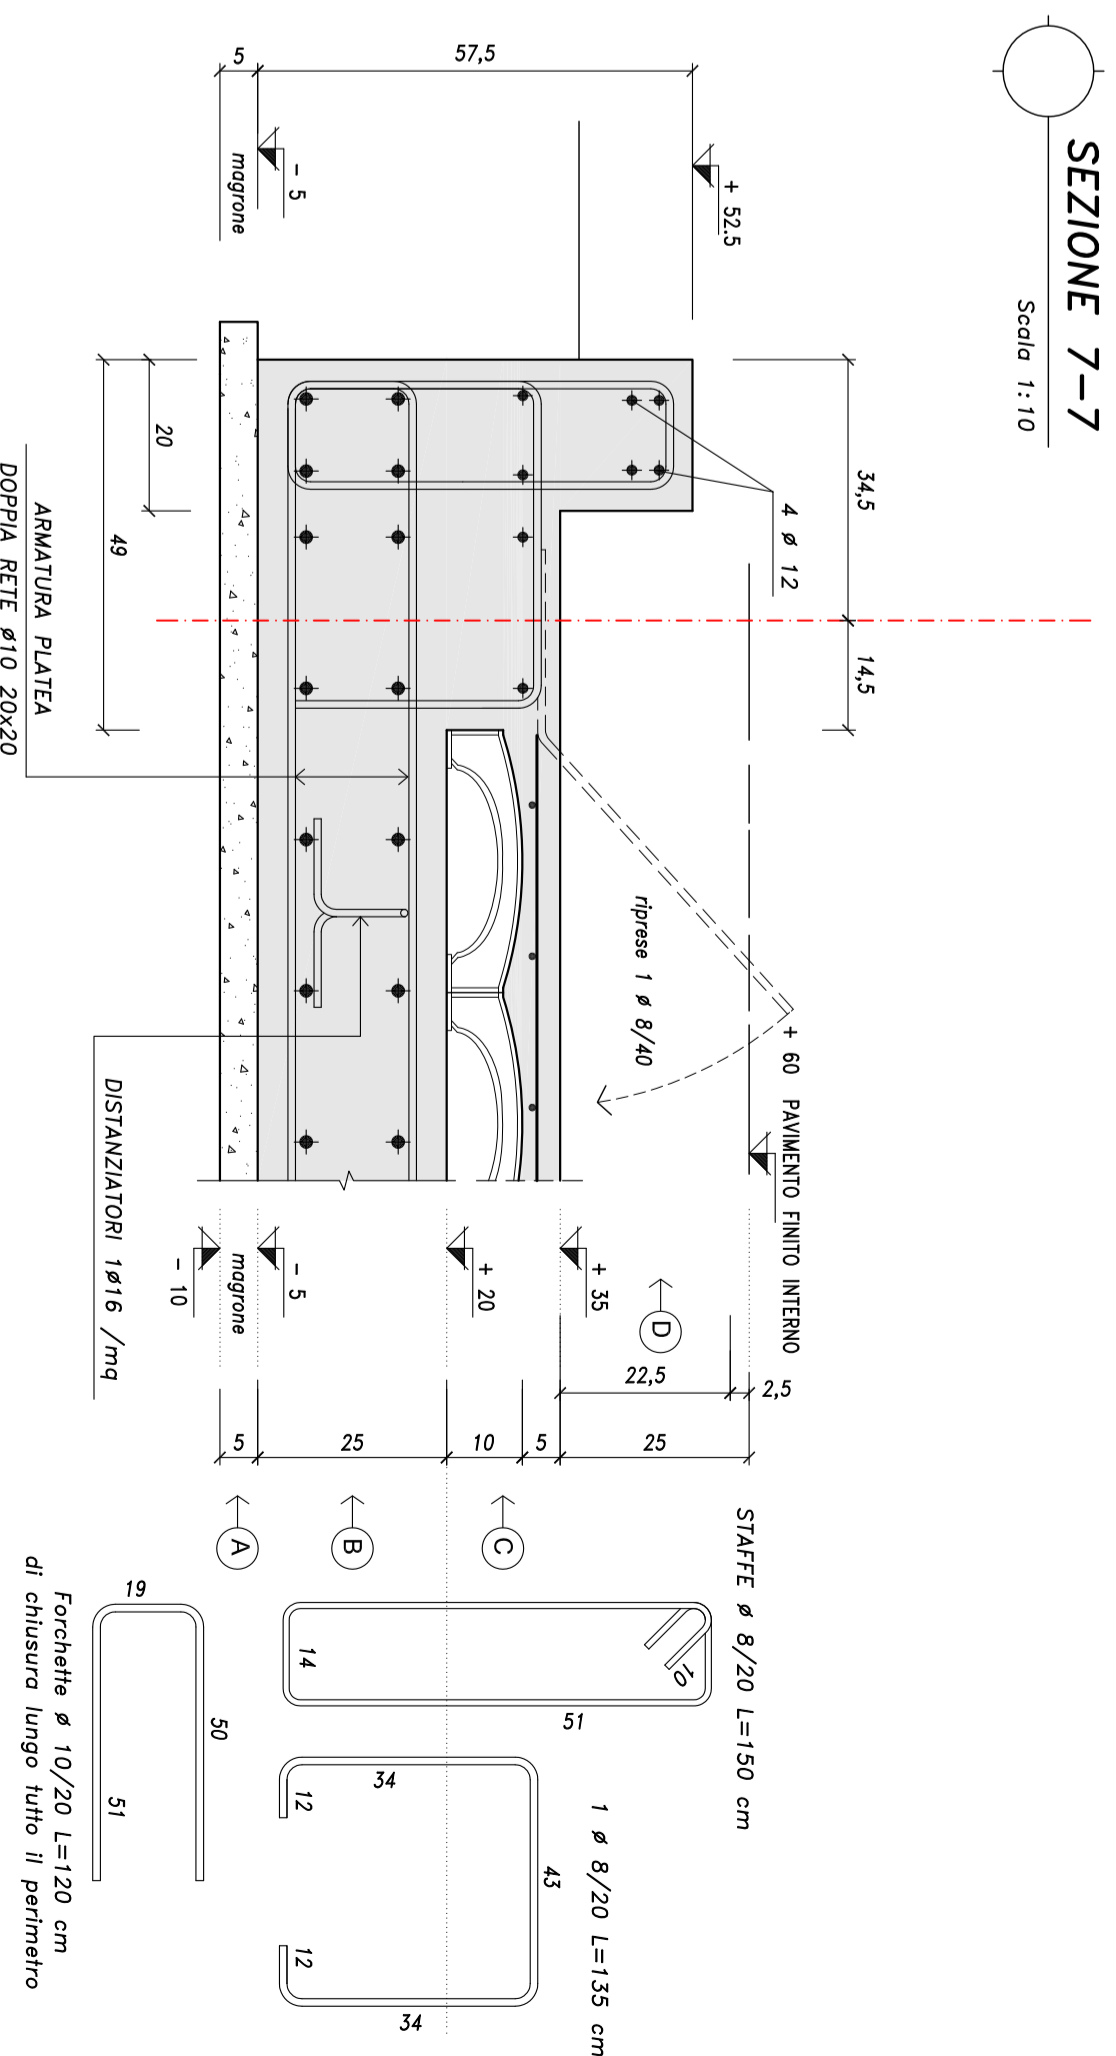 SEZIONE 7-7
Scala 1:10
57,5
5
+ 52.5
- 5
magrone
34,5
14,5
20
49
4 ø 12
ARMATURA PLATEA
DOPPIA RETE ø10 20x20
riprese 1 ø 8/40
+ 60 PAVIMENTO FINITO INTERNO
DISTANZIATORI 1ø16 /mq
+ 35
+ 20
- 5
magrone
- 10
D
22,5
2,5
5
25
10
5
25
A
B
C
STAFFE ø 8/20 L=150 cm
10
14
51
1 ø 8/20 L=135 cm
34
12
43
12
34
19
50
51
Forchette ø 10/20 L=120 cm
di chiusura lungo tutto il perimetro